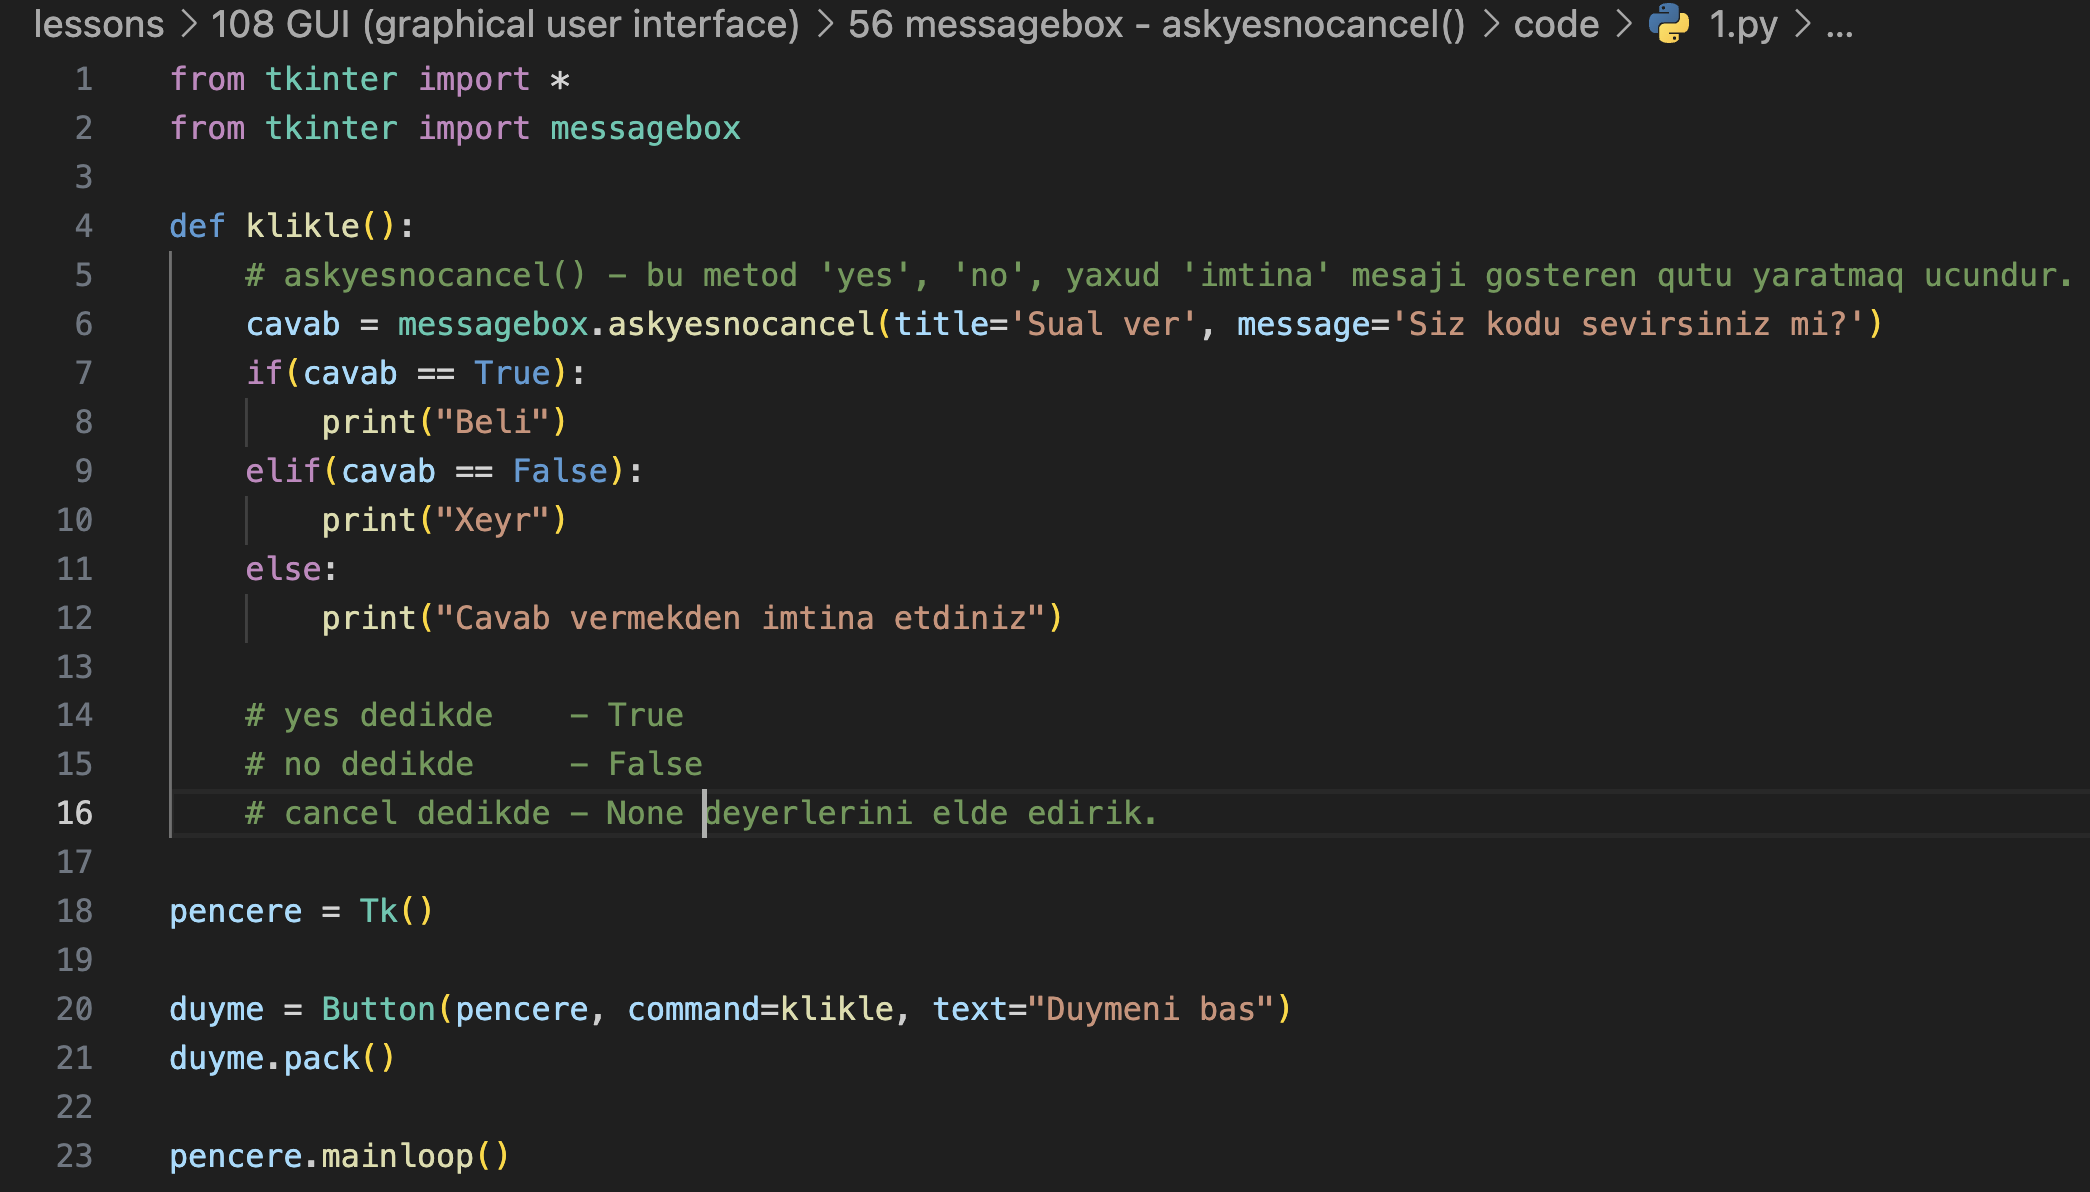 lessons > 108 GUI (graphical user interface) > 56 messagebox - askyesnocancel() > code > 1.py > ...
1 from tkinter import *
2 from tkinter import messagebox
3
4 def klikle():
5     # askyesnocancel() - bu metod 'yes', 'no', yaxud 'imtina' mesaji gosteren qutu yaratmaq ucundur.
6     cavab = messagebox.askyesnocancel(title='Sual ver', message='Siz kodu sevirsiniz mi?')
7     if(cavab == True):
8         print("Beli")
9     elif(cavab == False):
10         print("Xeyr")
11     else:
12         print("Cavab vermekden imtina etdiniz")
13
14     # yes dedikde    - True
15     # no dedikde     - False
16     # cancel dedikde - None deyerlerini elde edirik.
17
18 pencere = Tk()
19
20 duyme = Button(pencere, command=klikle, text="Duymeni bas")
21 duyme.pack()
22
23 pencere.mainloop()